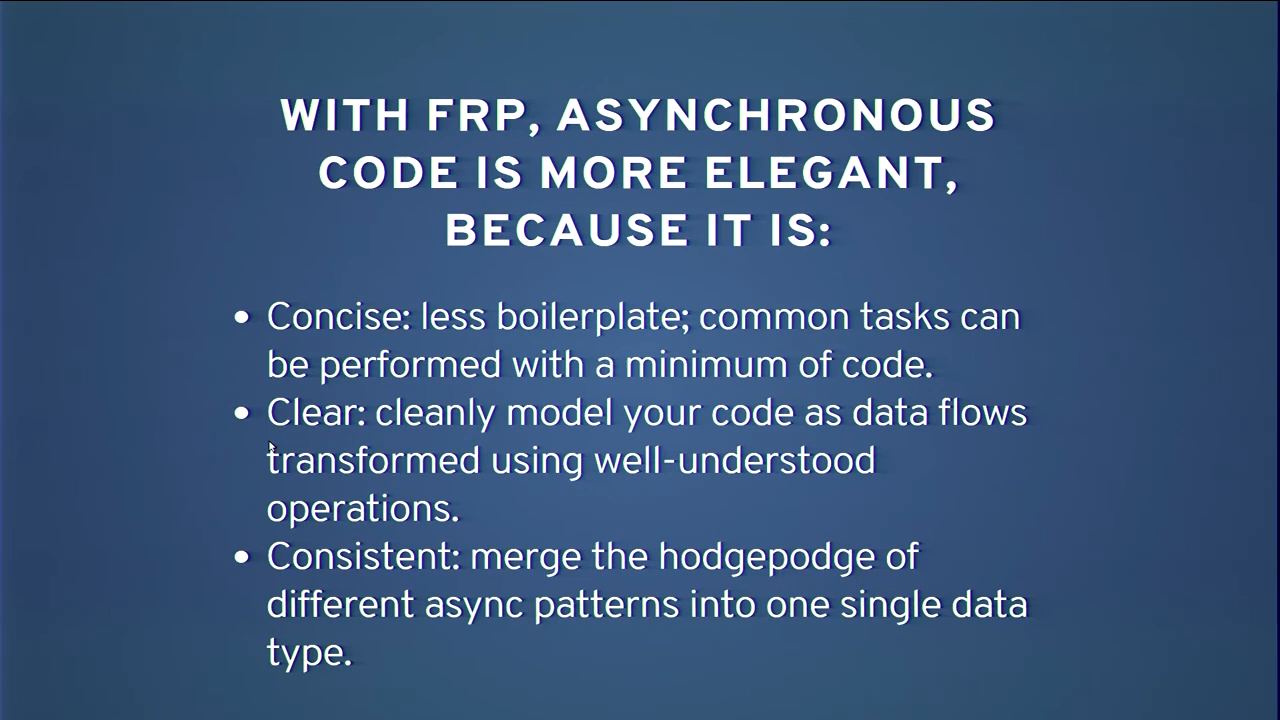 WITH FRP, ASYNCHRONOUS
CODE IS MORE ELEGANT,
BECAUSE IT IS:
• Concise: less boilerplate; common tasks can
be performed with a minimum of code.
• Clear: cleanly model your code as data flows
transformed using well-understood
operations.
• Consistent: merge the hodgepodge of
different async patterns into one single data
type.